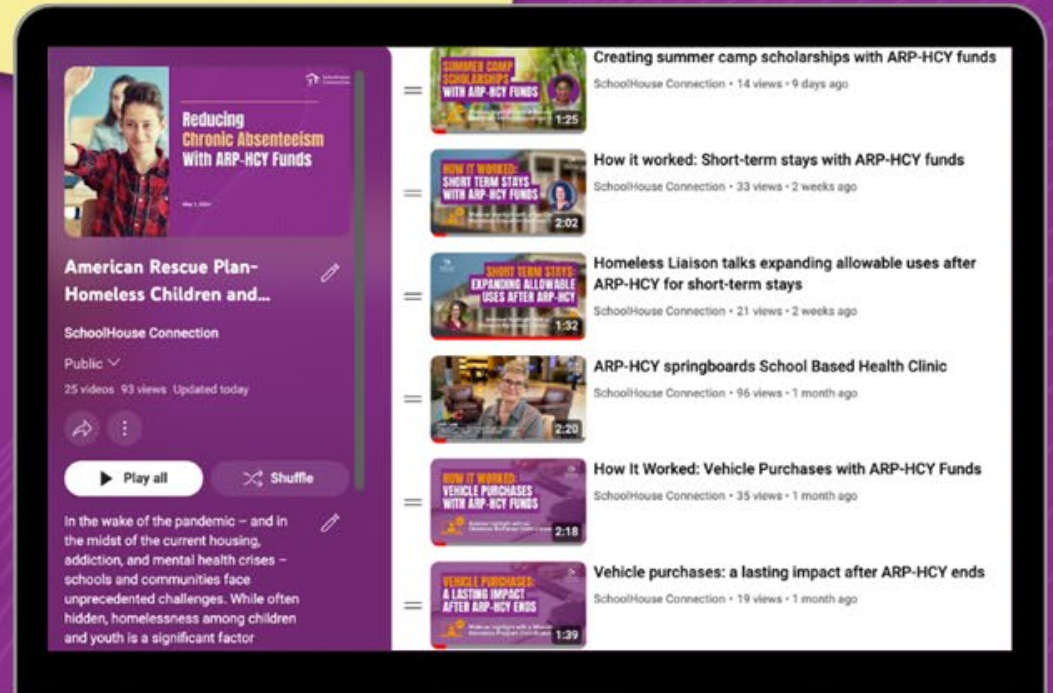 SchoolHouse
Connection
Reducing
Chronic Absenteeism
With ARP-HCY Funds
May 1, 2024
American Rescue Plan-
Homeless Children and...
SchoolHouse Connection
Public
25 videos 93 views Updated today
Play all
Shuffle
In the wake of the pandemic – and in
the midst of the current housing,
addiction, and mental health crises –
schools and communities face
unprecedented challenges. While often
hidden, homelessness among children
and youth is a significant factor
SUMMER CAMP
SCHOLARSHIPS
WITH ARP-HCY FUNDS
1:25
Creating summer camp scholarships with ARP-HCY funds
SchoolHouse Connection • 14 views • 9 days ago
HOW IT WORKED:
SHORT TERM STAYS
WITH ARP-HCY FUNDS
2:02
How it worked: Short-term stays with ARP-HCY funds
SchoolHouse Connection • 33 views • 2 weeks ago
SHORT TERM STAYS:
EXPANDING ALLOWABLE
USES AFTER ARP-HCY
1:32
Homeless Liaison talks expanding allowable uses after
ARP-HCY for short-term stays
SchoolHouse Connection • 21 views • 2 weeks ago
2:20
ARP-HCY springboards School Based Health Clinic
SchoolHouse Connection • 96 views • 1 month ago
HOW IT WORKED:
VEHICLE PURCHASES
WITH ARP-HCY FUNDS
2:18
How It Worked: Vehicle Purchases with ARP-HCY Funds
SchoolHouse Connection • 35 views • 1 month ago
VEHICLE PURCHASES:
A LASTING IMPACT
AFTER ARP-HCY ENDS
1:39
Vehicle purchases: a lasting impact after ARP-HCY ends
SchoolHouse Connection • 19 views • 1 month ago